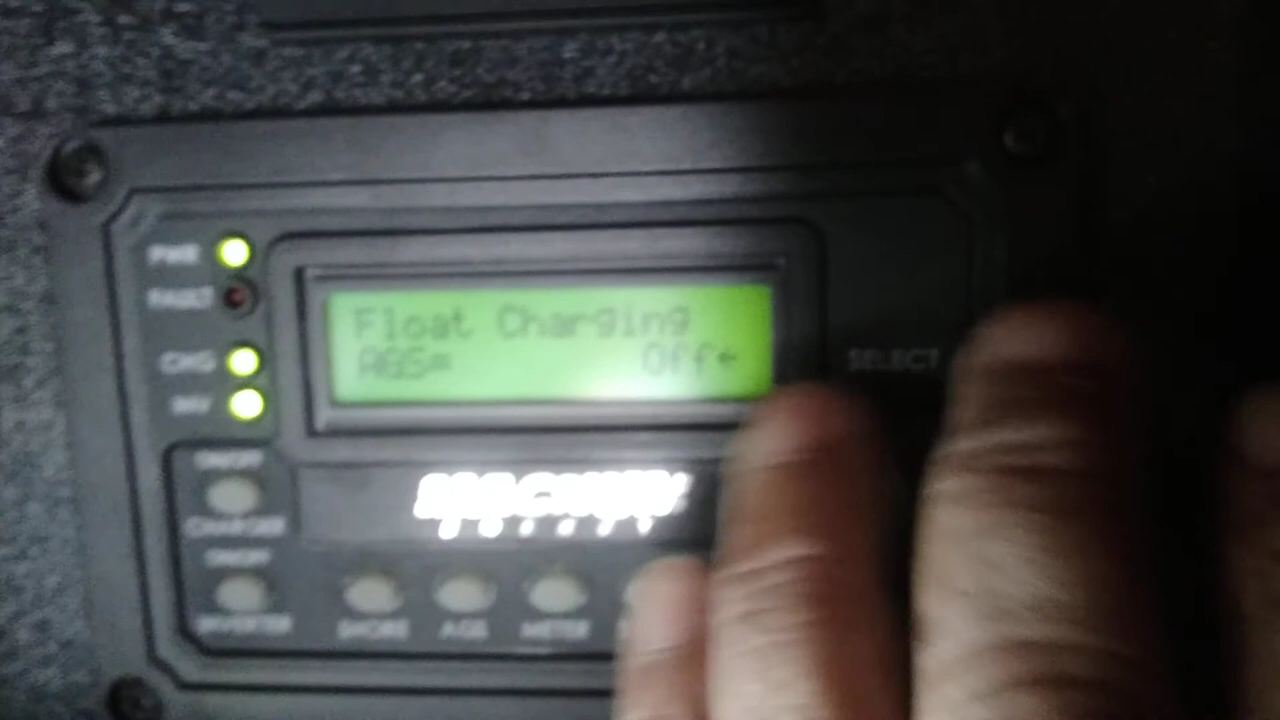 PWR
FAULT
CHG
INV
Float Charging
AGS= Off←
SELECT
ON/OFF
CHARGER
ON/OFF
INVERTER
SHORE
AGS
METER